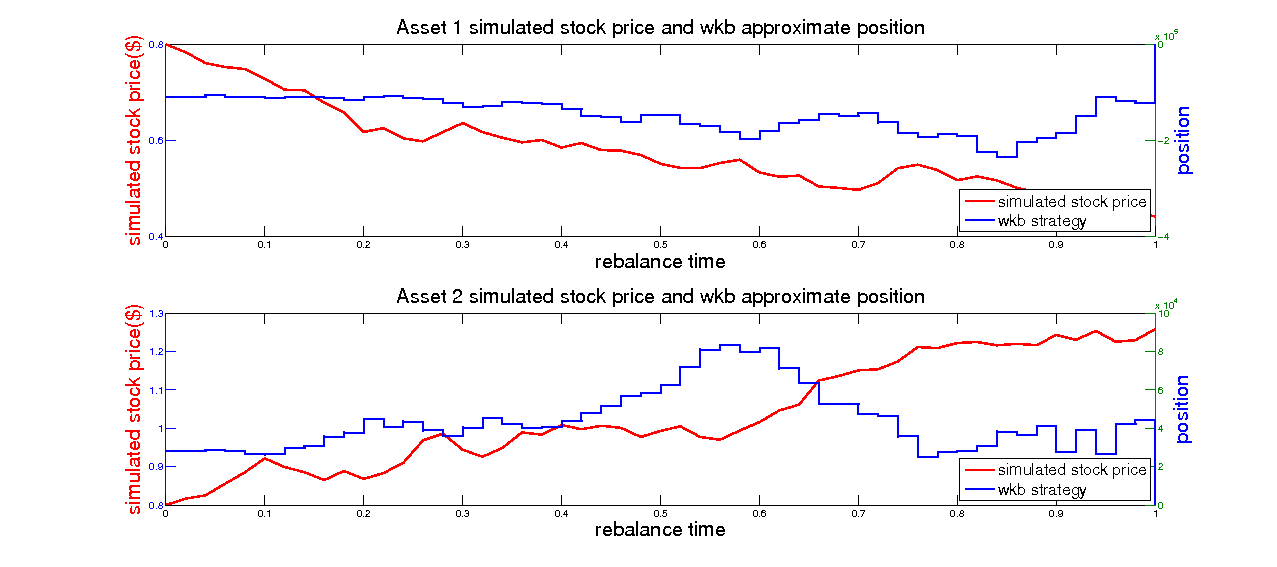 Asset 1 simulated stock price and wkb approximate position
x 10^5
0.8 0
0.6 −2
0.4 −4
simulated stock price($)
position
simulated stock price
wkb strategy
0 0.1 0.2 0.3 0.4 0.5 0.6 0.7 0.8 0.9 1
rebalance time
Asset 2 simulated stock price and wkb approximate position
x 10^4
1.3 10
1.2 8
1.1 6
1 4
0.9 2
0.8 0
simulated stock price($)
position
simulated stock price
wkb strategy
0 0.1 0.2 0.3 0.4 0.5 0.6 0.7 0.8 0.9 1
rebalance time